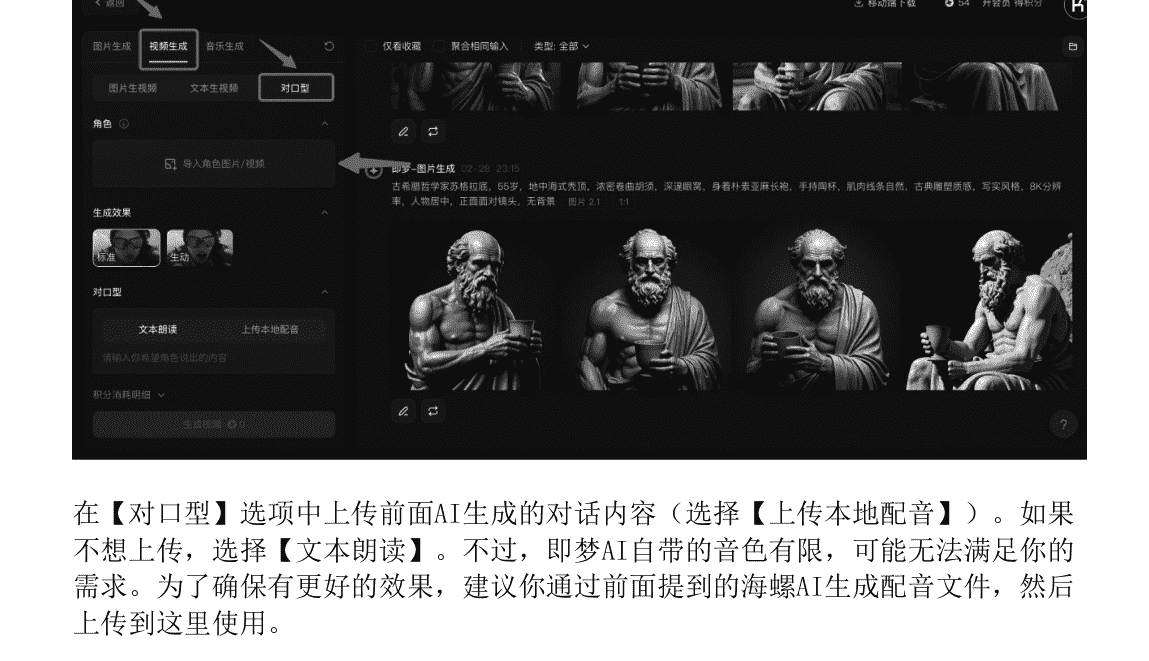 返回
移动端下载 54 开会员 得积分
图片生成 视频生成 音乐生成
仅看收藏 聚合相同输入 类型: 全部
图片生视频 文本生视频 对口型
角色
导入角色图片/视频
即梦-图片生成 02-28 23:15
古希腊哲学家苏格拉底，55岁，地中海式秃顶，浓密卷曲胡须，深邃眼窝，身着朴素亚麻长袍，手持陶杯，肌肉线条自然，古典雕塑质感，写实风格，8K分辨
率，人物居中，正面面对镜头，无背景 图片 2.1 1:1
生成效果
标准 生动
对口型
文本朗读 上传本地配音
请输入你希望角色说出的内容
积分消耗明细
生成视频 0
?
在【对口型】选项中上传前面AI生成的对话内容（选择【上传本地配音】）。如果
不想上传，选择【文本朗读】。不过，即梦AI自带的音色有限，可能无法满足你的
需求。为了确保有更好的效果，建议你通过前面提到的海螺AI生成配音文件，然后
上传到这里使用。